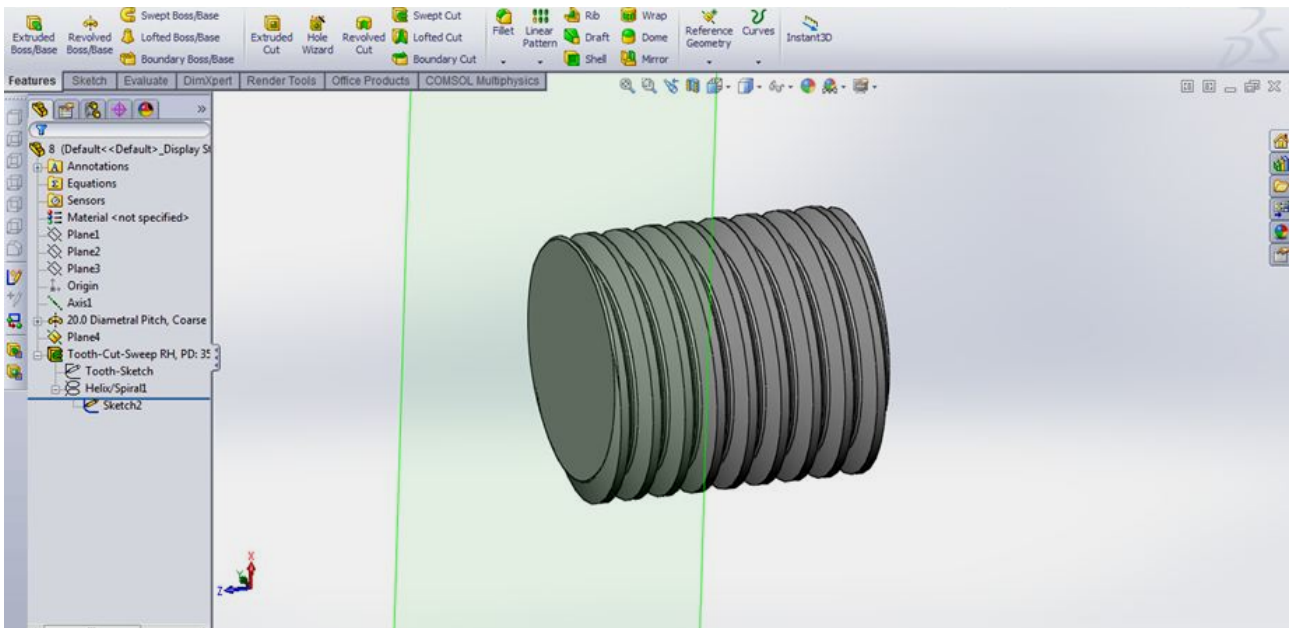 Extruded Boss/Base
Revolved Boss/Base
Swept Boss/Base
Lofted Boss/Base
Boundary Boss/Base
Extruded Cut
Hole Wizard
Revolved Cut
Swept Cut
Lofted Cut
Boundary Cut
Fillet
Linear Pattern
Rib
Draft
Shell
Wrap
Dome
Mirror
Reference Geometry
Curves
Instant3D
Features Sketch Evaluate DimXpert Render Tools Office Products COMSOL Multiphysics
8 (Default<<Default>_Display St
Annotations
Equations
Sensors
Material <not specified>
Plane1
Plane2
Plane3
Origin
Axis1
20.0 Diametral Pitch, Coarse
Plane4
Tooth-Cut-Sweep RH, PD: 35
Tooth-Sketch
Helix/Spiral1
Sketch2
X
Y
Z